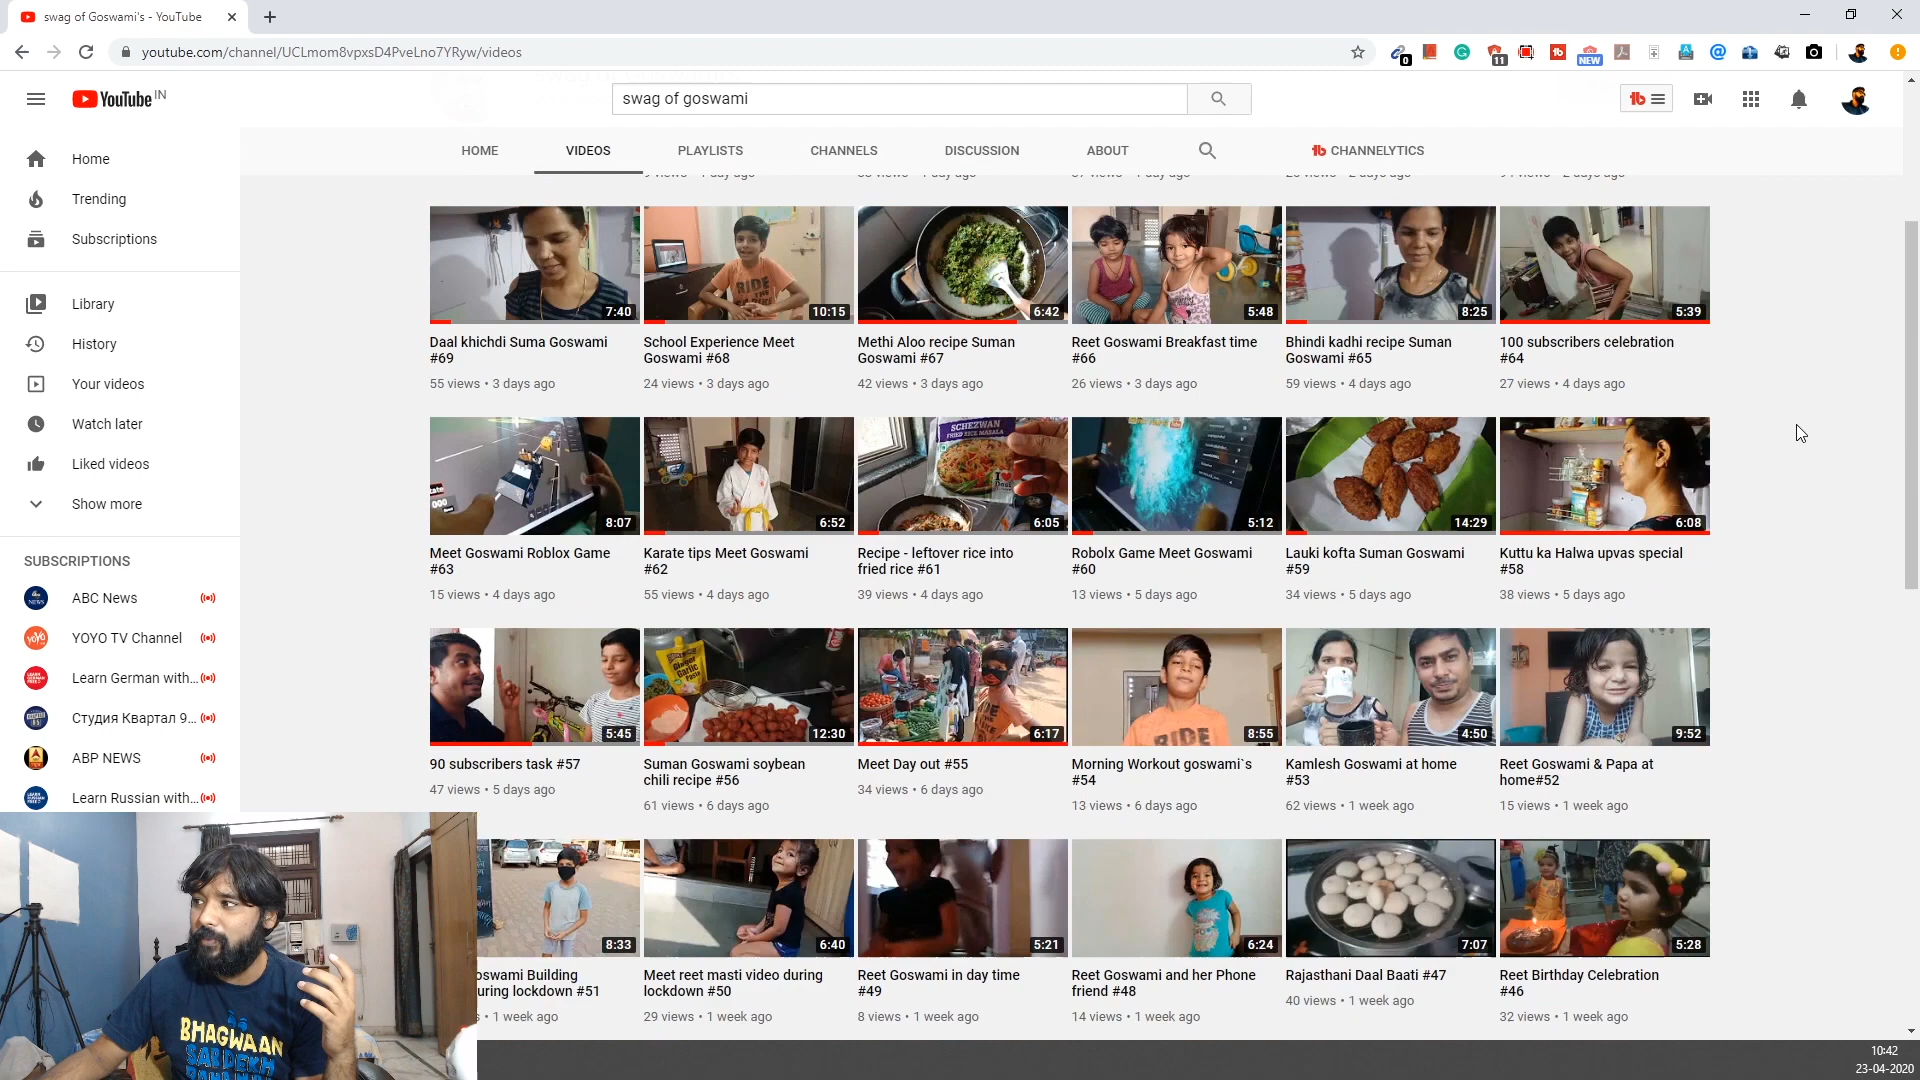 swag of Goswami's - YouTube
youtube.com/channel/UCLmom8vpxsD4PveLno7YRyw/videos
0
11
NEW
YouTube IN
swag of goswami
HOME VIDEOS PLAYLISTS CHANNELS DISCUSSION ABOUT CHANNELYTICS
Home
Trending
Subscriptions
Library
History
Your videos
Watch later
Liked videos
Show more
SUBSCRIPTIONS
ABC News
YOYO TV Channel
Learn German with...
Студия Квартал 9...
ABP NEWS
Learn Russian with...
7:40
Daal khichdi Suma Goswami
#69
55 views • 3 days ago
10:15
School Experience Meet
Goswami #68
24 views • 3 days ago
6:42
Methi Aloo recipe Suman
Goswami #67
42 views • 3 days ago
5:48
Reet Goswami Breakfast time
#66
26 views • 3 days ago
8:25
Bhindi kadhi recipe Suman
Goswami #65
59 views • 4 days ago
5:39
100 subscribers celebration
#64
27 views • 4 days ago
8:07
Meet Goswami Roblox Game
#63
15 views • 4 days ago
6:52
Karate tips Meet Goswami
#62
55 views • 4 days ago
SCHEZWAN
FRIED RICE MASALA
6:05
Recipe - leftover rice into
fried rice #61
39 views • 4 days ago
5:12
Robolx Game Meet Goswami
#60
13 views • 5 days ago
14:29
Lauki kofta Suman Goswami
#59
34 views • 5 days ago
6:08
Kuttu ka Halwa upvas special
#58
38 views • 5 days ago
5:45
90 subscribers task #57
47 views • 5 days ago
Ginger
Garlic
Paste
12:30
Suman Goswami soybean
chili recipe #56
61 views • 6 days ago
6:17
Meet Day out #55
34 views • 6 days ago
RIDE
8:55
Morning Workout goswami`s
#54
13 views • 6 days ago
4:50
Kamlesh Goswami at home
#53
62 views • 1 week ago
9:52
Reet Goswami & Papa at
home#52
15 views • 1 week ago
8:33
oswami Building
uring lockdown #51
s • 1 week ago
6:40
Meet reet masti video during
lockdown #50
29 views • 1 week ago
5:21
Reet Goswami in day time
#49
8 views • 1 week ago
6:24
Reet Goswami and her Phone
friend #48
14 views • 1 week ago
7:07
Rajasthani Daal Baati #47
40 views • 1 week ago
5:28
Reet Birthday Celebration
#46
32 views • 1 week ago
BHAGWAAN
SAB DEKH
10:42
23-04-2020